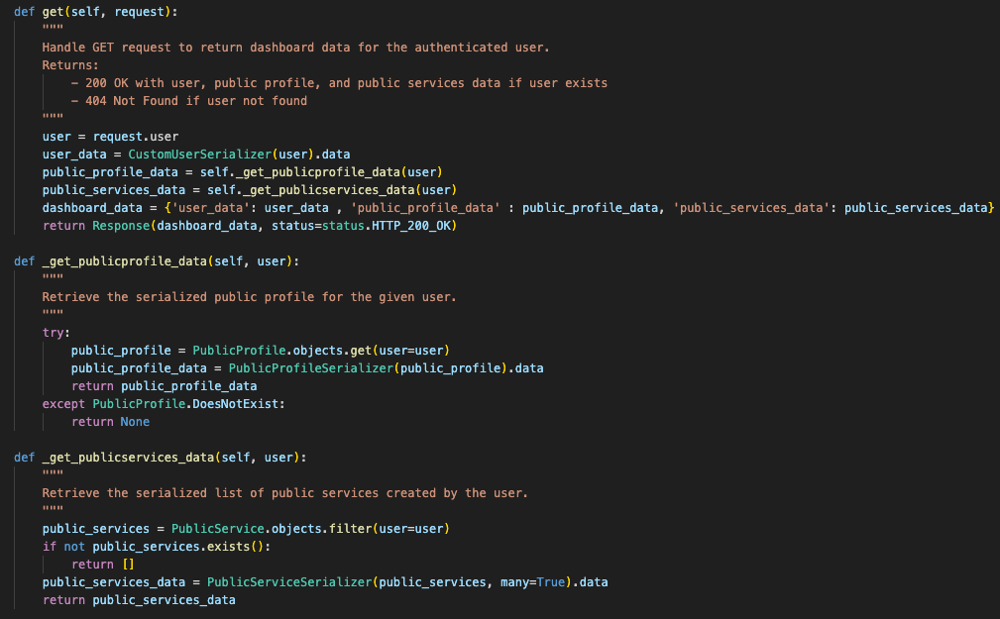 def get(self, request):
    """
    Handle GET request to return dashboard data for the authenticated user.
    Returns:
        - 200 OK with user, public profile, and public services data if user exists
        - 404 Not Found if user not found
    """
    user = request.user
    user_data = CustomUserSerializer(user).data
    public_profile_data = self._get_publicprofile_data(user)
    public_services_data = self._get_publicservices_data(user)
    dashboard_data = {'user_data': user_data , 'public_profile_data' : public_profile_data, 'public_services_data': public_services_data}
    return Response(dashboard_data, status=status.HTTP_200_OK)

def _get_publicprofile_data(self, user):
    """
    Retrieve the serialized public profile for the given user.
    """
    try:
        public_profile = PublicProfile.objects.get(user=user)
        public_profile_data = PublicProfileSerializer(public_profile).data
        return public_profile_data
    except PublicProfile.DoesNotExist:
        return None

def _get_publicservices_data(self, user):
    """
    Retrieve the serialized list of public services created by the user.
    """
    public_services = PublicService.objects.filter(user=user)
    if not public_services.exists():
        return []
    public_services_data = PublicServiceSerializer(public_services, many=True).data
    return public_services_data